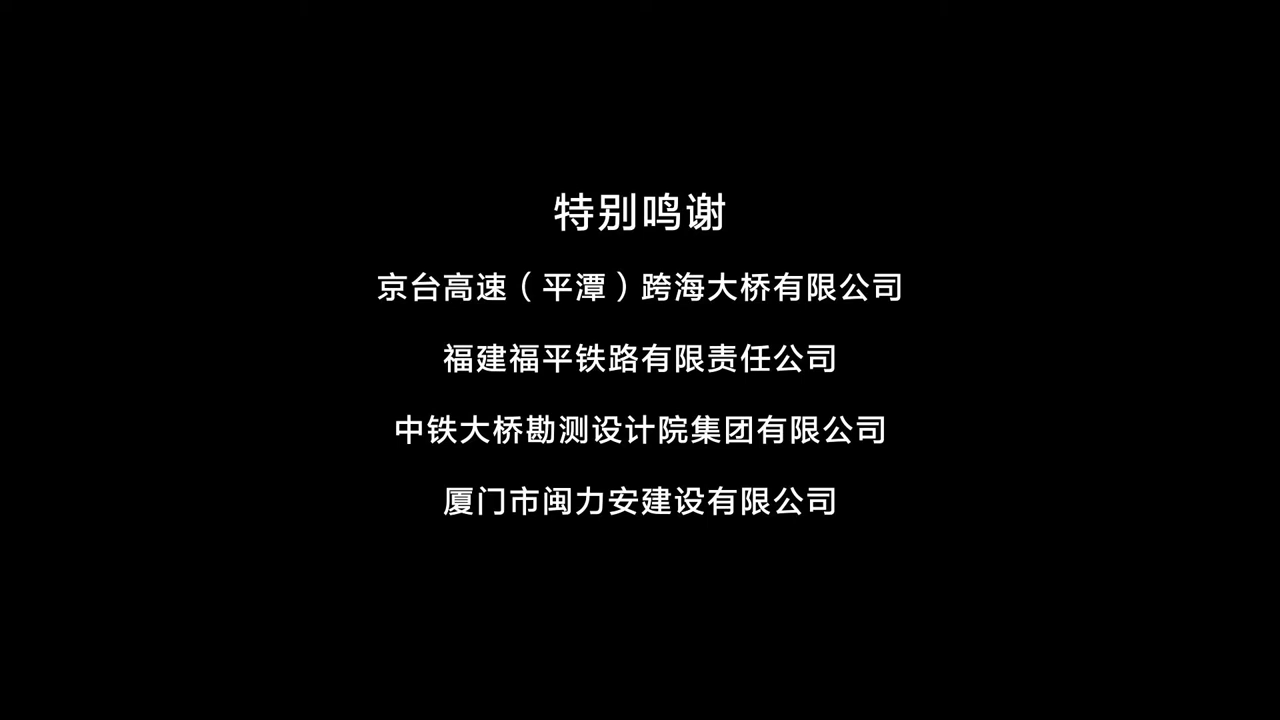 特别鸣谢
京台高速（平潭）跨海大桥有限公司
福建福平铁路有限责任公司
中铁大桥勘测设计院集团有限公司
厦门市闽力安建设有限公司